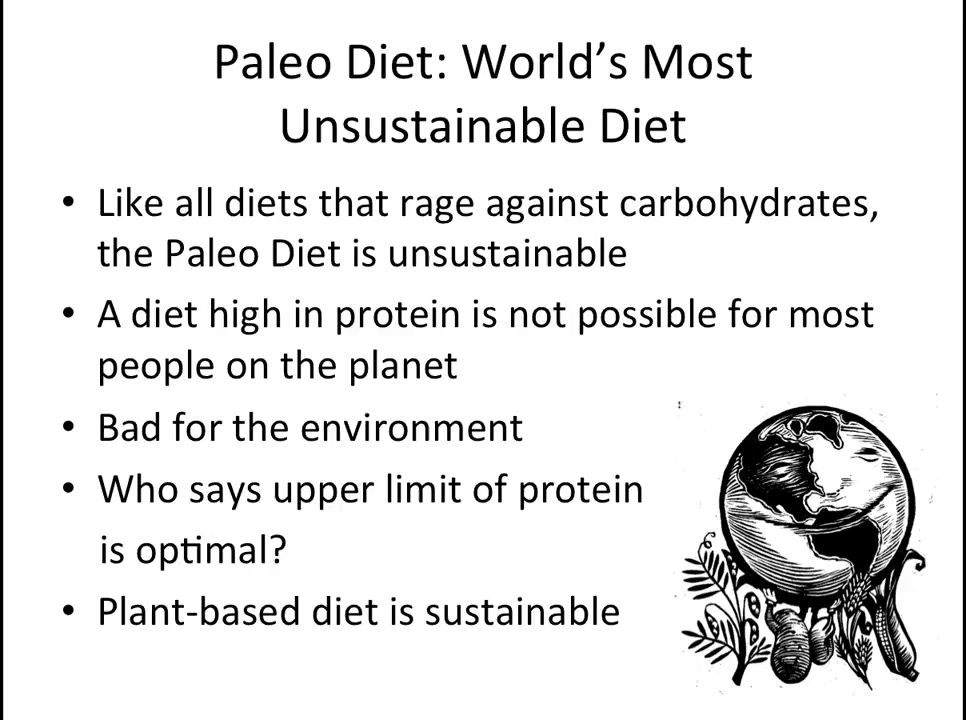 Paleo Diet: World's Most
Unsustainable Diet
• Like all diets that rage against carbohydrates,
the Paleo Diet is unsustainable
• A diet high in protein is not possible for most
people on the planet
• Bad for the environment
• Who says upper limit of protein
is optimal?
• Plant-based diet is sustainable